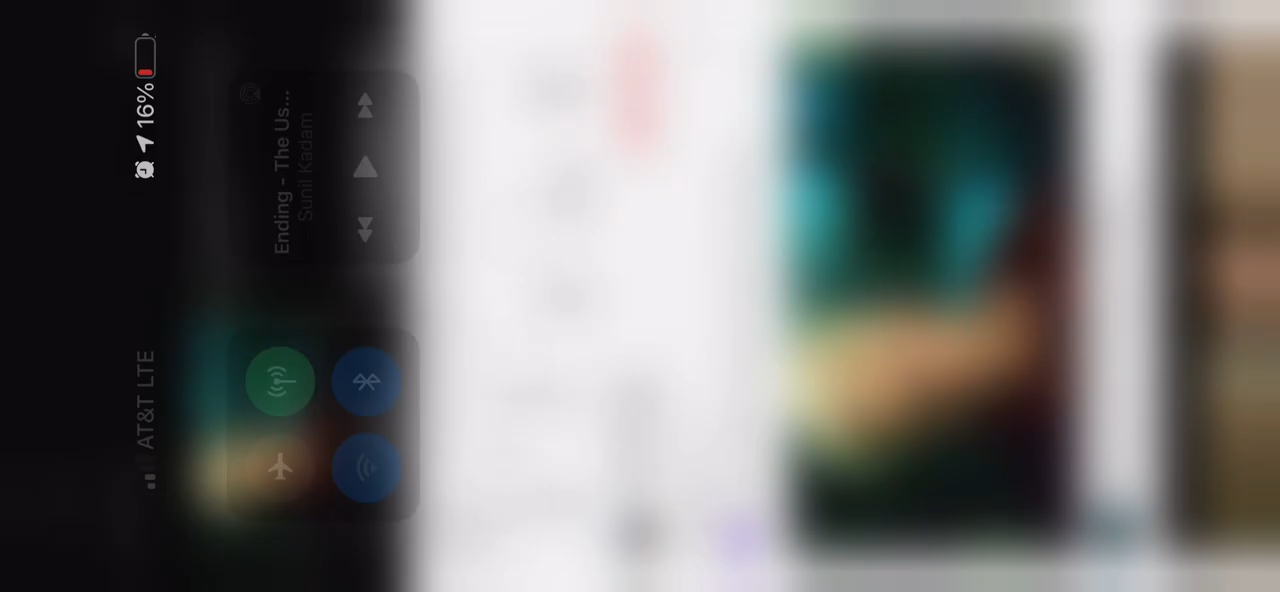 AT&T LTE
16%
Ending - The Us...
Sunil Kadam